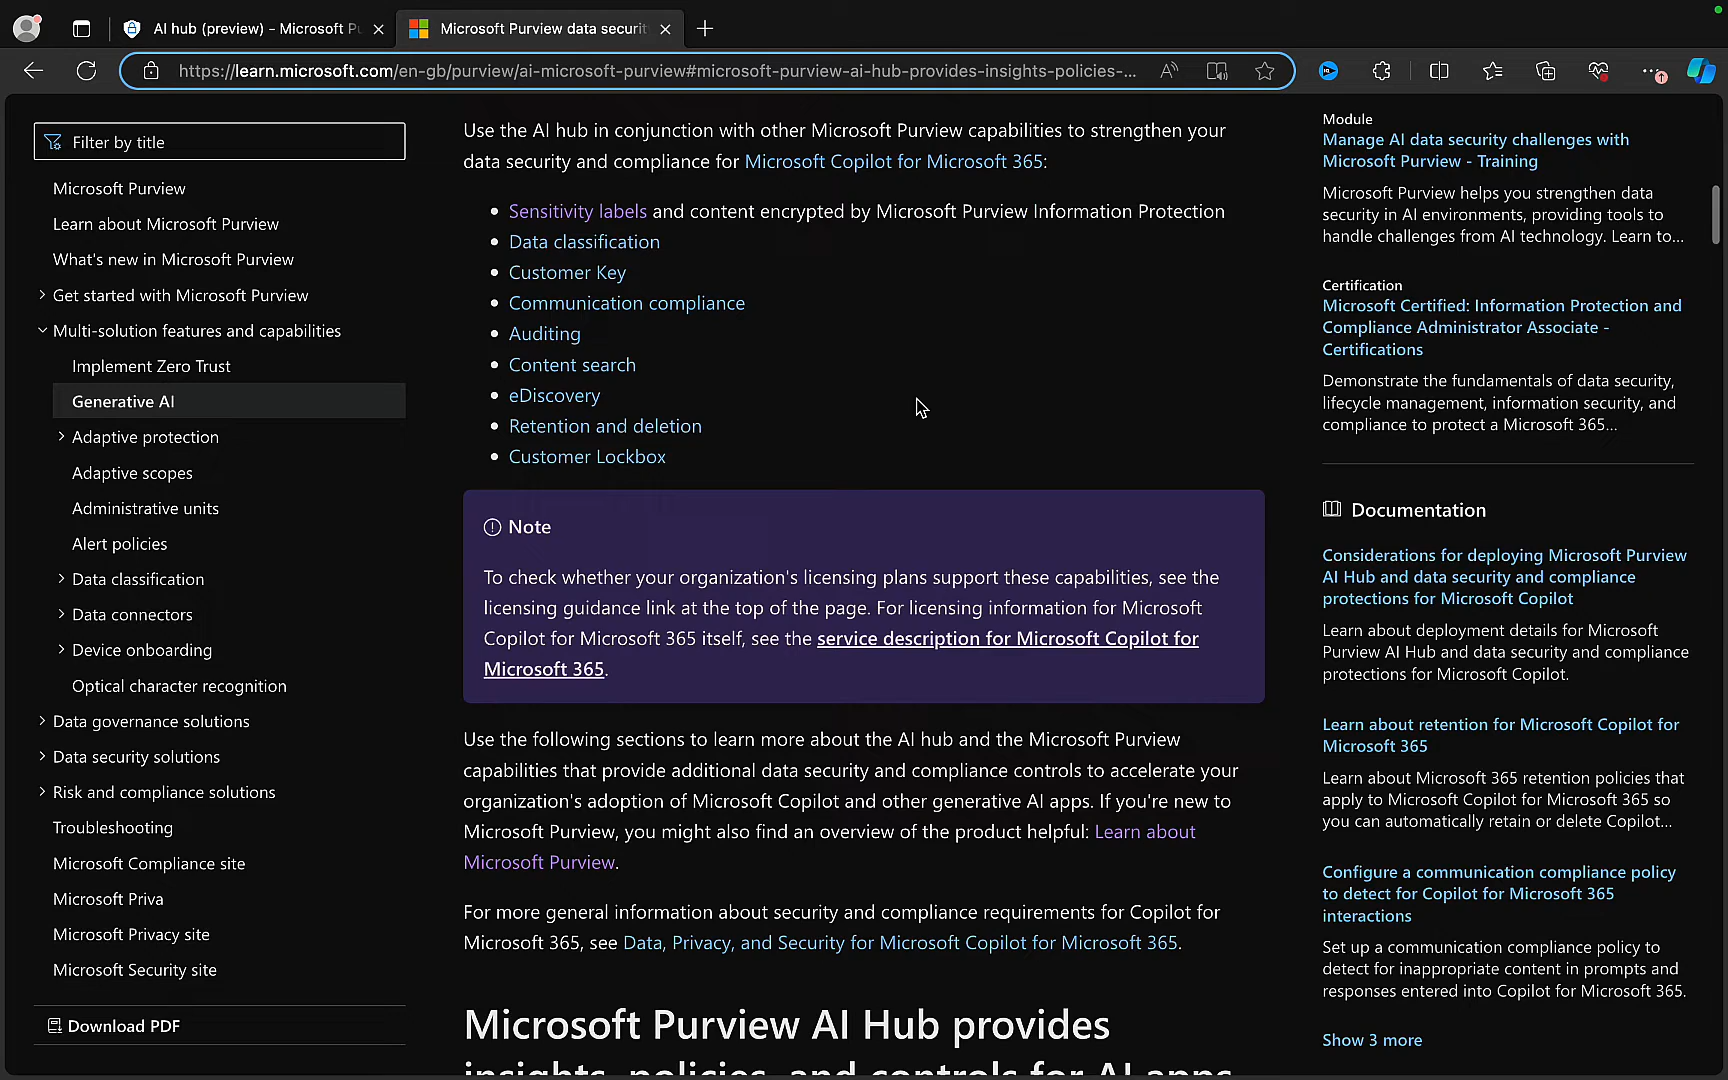 AI hub (preview) - Microsoft Pu
Microsoft Purview data securit
https://learn.microsoft.com/en-gb/purview/ai-microsoft-purview#microsoft-purview-ai-hub-provides-insights-policies-...
Filter by title
Microsoft Purview
Learn about Microsoft Purview
What's new in Microsoft Purview
Get started with Microsoft Purview
Multi-solution features and capabilities
Implement Zero Trust
Generative AI
Adaptive protection
Adaptive scopes
Administrative units
Alert policies
Data classification
Data connectors
Device onboarding
Optical character recognition
Data governance solutions
Data security solutions
Risk and compliance solutions
Troubleshooting
Microsoft Compliance site
Microsoft Priva
Microsoft Privacy site
Microsoft Security site
Download PDF
Use the AI hub in conjunction with other Microsoft Purview capabilities to strengthen your
data security and compliance for Microsoft Copilot for Microsoft 365:
• Sensitivity labels and content encrypted by Microsoft Purview Information Protection
• Data classification
• Customer Key
• Communication compliance
• Auditing
• Content search
• eDiscovery
• Retention and deletion
• Customer Lockbox
Note
To check whether your organization's licensing plans support these capabilities, see the
licensing guidance link at the top of the page. For licensing information for Microsoft
Copilot for Microsoft 365 itself, see the service description for Microsoft Copilot for
Microsoft 365.
Use the following sections to learn more about the AI hub and the Microsoft Purview
capabilities that provide additional data security and compliance controls to accelerate your
organization's adoption of Microsoft Copilot and other generative AI apps. If you're new to
Microsoft Purview, you might also find an overview of the product helpful: Learn about
Microsoft Purview.
For more general information about security and compliance requirements for Copilot for
Microsoft 365, see Data, Privacy, and Security for Microsoft Copilot for Microsoft 365.
Microsoft Purview AI Hub provides
insights, policies, and controls for AI apps
Module
Manage AI data security challenges with
Microsoft Purview - Training
Microsoft Purview helps you strengthen data
security in AI environments, providing tools to
handle challenges from AI technology. Learn to...
Certification
Microsoft Certified: Information Protection and
Compliance Administrator Associate -
Certifications
Demonstrate the fundamentals of data security,
lifecycle management, information security, and
compliance to protect a Microsoft 365...
Documentation
Considerations for deploying Microsoft Purview
AI Hub and data security and compliance
protections for Microsoft Copilot
Learn about deployment details for Microsoft
Purview AI Hub and data security and compliance
protections for Microsoft Copilot.
Learn about retention for Microsoft Copilot for
Microsoft 365
Learn about Microsoft 365 retention policies that
apply to Microsoft Copilot for Microsoft 365 so
you can automatically retain or delete Copilot...
Configure a communication compliance policy
to detect for Copilot for Microsoft 365
interactions
Set up a communication compliance policy to
detect for inappropriate content in prompts and
responses entered into Copilot for Microsoft 365.
Show 3 more